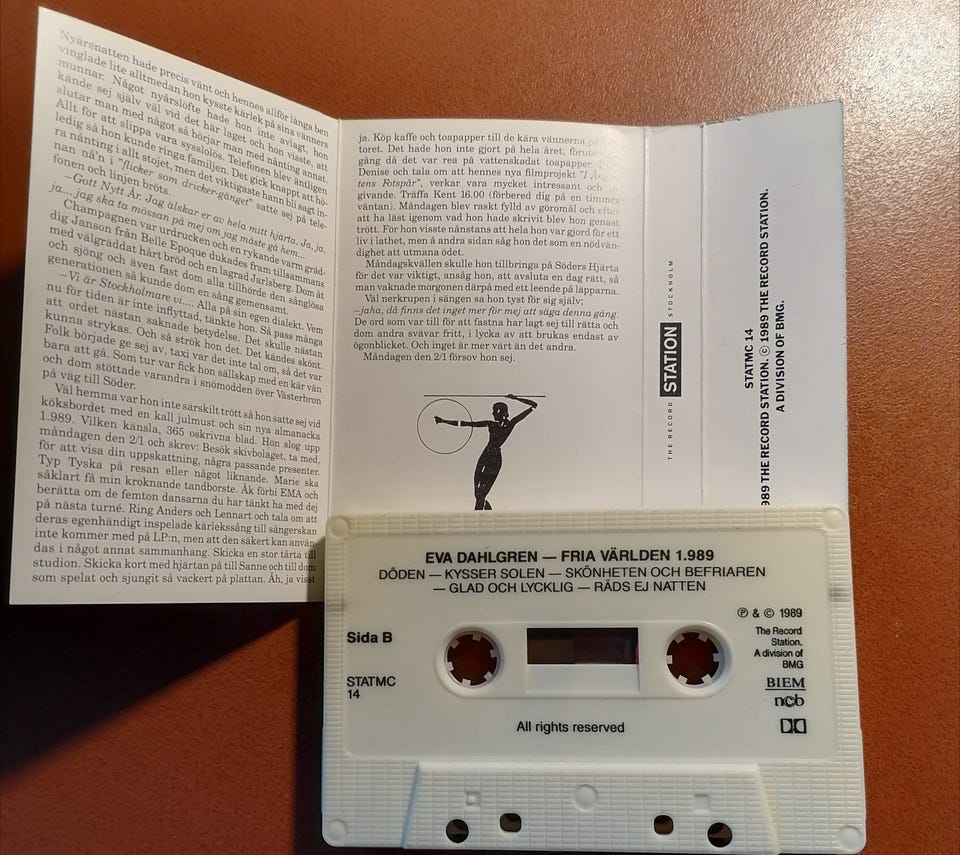 Nyårsnatten hade precis vänt och hennes allför långa ben
vinglade lite alltmedan hon kysste kärlek på sina vänners
munnar. Något nyårslöfte hade hon inte avlagt, hon
kände sej själv väl vid det här laget och hon visste, att
slutar man med något så börjar man med nånting annat.
Allt för att slippa vara sysslolös. Telefonen blev äntligen
ledig så hon kunde ringa familjen. Det gick knappt att hö-
ra nånting i allt stojet, men det viktigaste hann bli sagt in-
nan nå'n i "flicker som dricker-gänget" satte sej på tele-
fonen och linjen bröts.
–Gott Nytt År. Jag älskar er av hela mitt hjärta. Ja, ja,
ja... jag ska ta mössan på mej om jag måste gå hem...
Champagnen var urdrucken och en rykande varm gräd-
dig Janson från Belle Epoque dukades fram tillsammans
med välgräddat hårt bröd och en lagrad Jarlsberg. Dom åt
och sjöng och även fast dom alla tillhörde den sånglösa
generationen så kunde dom en sång gemensamt.
–Vi är Stockholmare vi.... Alla på sin egen dialekt. Vem
nu för tiden är inte inflyttad, tänkte hon. Så pass många
att ordet nästan saknade betydelse. Det skulle nästan
kunna strykas. Och så strök hon det. Det kändes skönt.
Folk började ge sej av, taxi var det inte tal om, så det var
bara att gå. Som tur var fick hon sällskap med en kär vän
och dom stöttade varandra i snömodden över Västerbron
på väg till Söder.
Väl hemma var hon inte särskilt trött så hon satte sej vid
köksbordet med en kall julmust och sin nya almanacka
1.989. Vilken känsla, 365 oskrivna blad. Hon slog upp
måndagen den 2/1 och skrev: Besök skivbolaget, ta med,
för att visa din uppskattning, några passande presenter.
Typ Tyska på resan eller något liknande. Marie ska
såklart få min kroknande tandborste. Åk förbi EMA och
berätta om de femton dansarna du har tänkt ha med dej
på nästa turné. Ring Anders och Lennart och tala om att
deras egenhändigt inspelade kärlekssång till sångerskan
inte kommer med på LP:n, men att den säkert kan använ-
das i något annat sammanhang. Skicka en stor tårta till
studion. Skicka kort med hjärtan på till Sanne och till dom
som spelat och sjungit så vackert på plattan. Åh, ja visst
ja. Köp kaffe och toapapper till de kära vännerna på
toret. Det hade hon inte gjort på hela året, förutom
gång då det var rea på vattenskadat toapapper.
Denise och tala om att hennes nya filmprojekt "I
tens Fotspår", verkar vara mycket intressant och
givande. Träffa Kent 16.00 (förbered dig på en timmes
väntan). Måndagen blev raskt fylld av göromål och efter
att ha läst igenom vad hon hade skrivit blev hon genast
trött. För hon visste nånstans att hela hon var gjord för ett
liv i lathet, men å andra sidan såg hon det som en nödvän-
dighet att utmana ödet.
Måndagskvällen skulle hon tillbringa på Söders Hjärta
för det var viktigt, ansåg hon, att avsluta en dag rätt, så
man vaknade morgonen därpå med ett leende på läpparna.
Väl nerkrupen i sängen sa hon tyst för sig själv;
–jaha, då finns det inget mer för mej att säga denna gång.
De ord som var till för att fastna har lagt sej till rätta och
dom andra svävar fritt, i lycka av att brukas endast av
ögonblicket. Och inget är mer värt än det andra.
Måndagen den 2/1 försov hon sej.
THE RECORD STATION STOCKHOLM
STATMC 14
989 THE RECORD STATION. © 1989 THE RECORD STATION.
A DIVISION OF BMG.
EVA DAHLGREN — FRIA VÄRLDEN 1.989
DÖDEN — KYSSER SOLEN — SKÖNHETEN OCH BEFRIAREN
— GLAD OCH LYCKLIG — RÄDS EJ NATTEN
℗ & © 1989
Sida B
The Record
Station.
A division of
BMG
STATMC
14
BIEM
ncb
All rights reserved